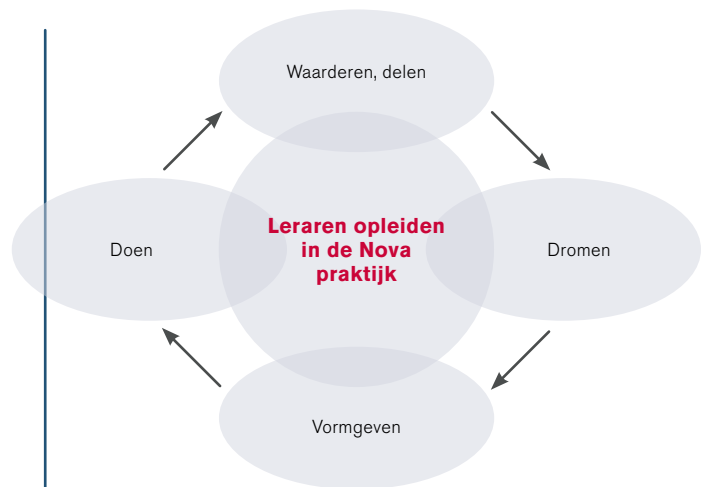 Waarderen, delen
Leraren opleiden
in de Nova
praktijk
Doen
Dromen
Vormgeven